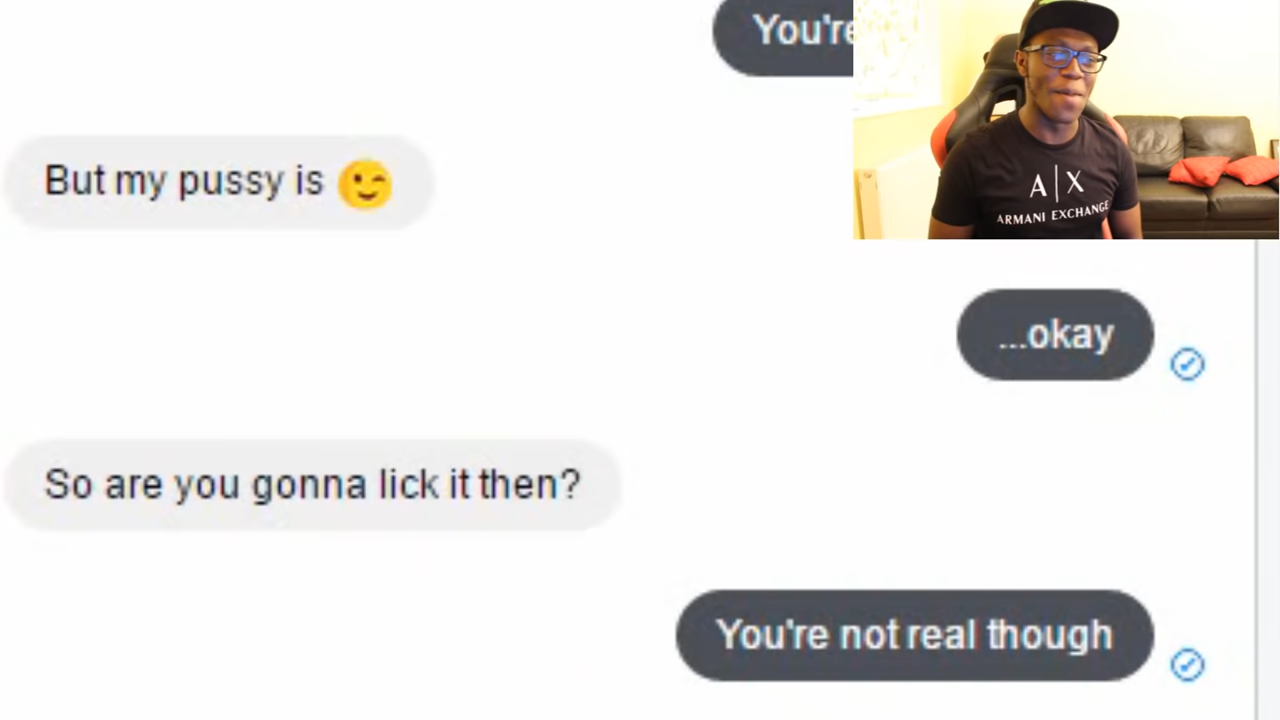 You're
But my pussy is 😉
...okay
So are you gonna lick it then?
You're not real though
A|X
ARMANI EXCHANGE